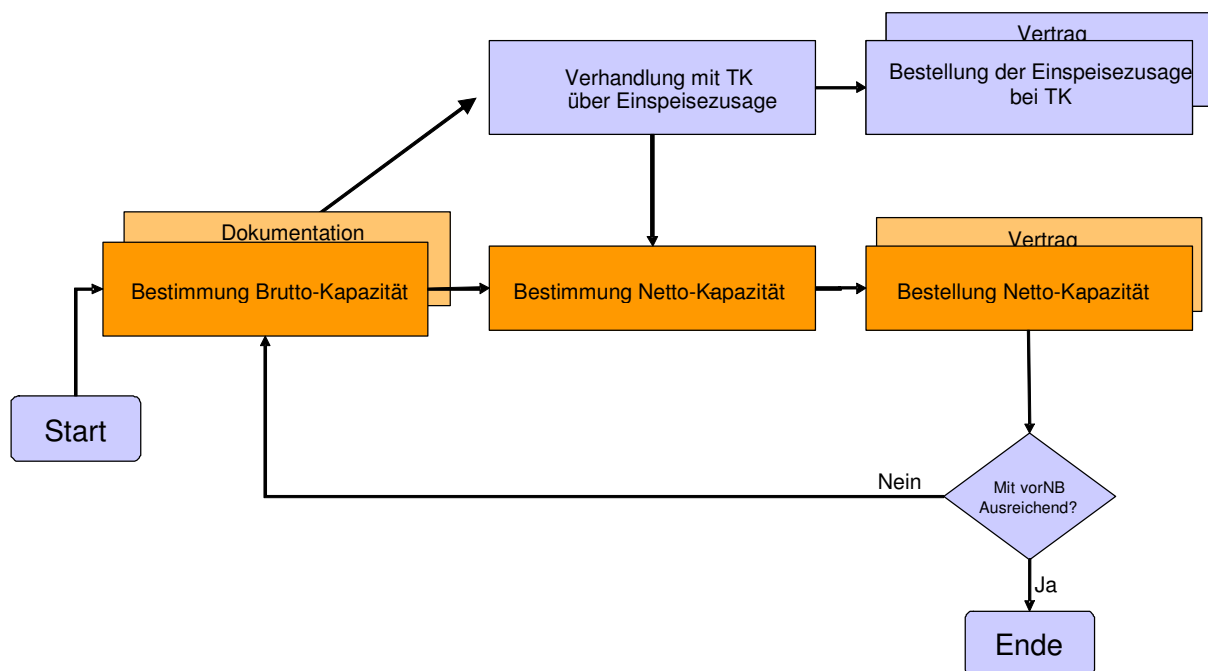 Vertrag
Verhandlung mit TK
über Einspeisezusage
Bestellung der Einspeisezusage
bei TK
Dokumentation
Vertrag
Bestimmung Brutto-Kapazität
Bestimmung Netto-Kapazität
Bestellung Netto-Kapazität
Start
Nein
Mit vorNB
Ausreichend?
Ja
Ende